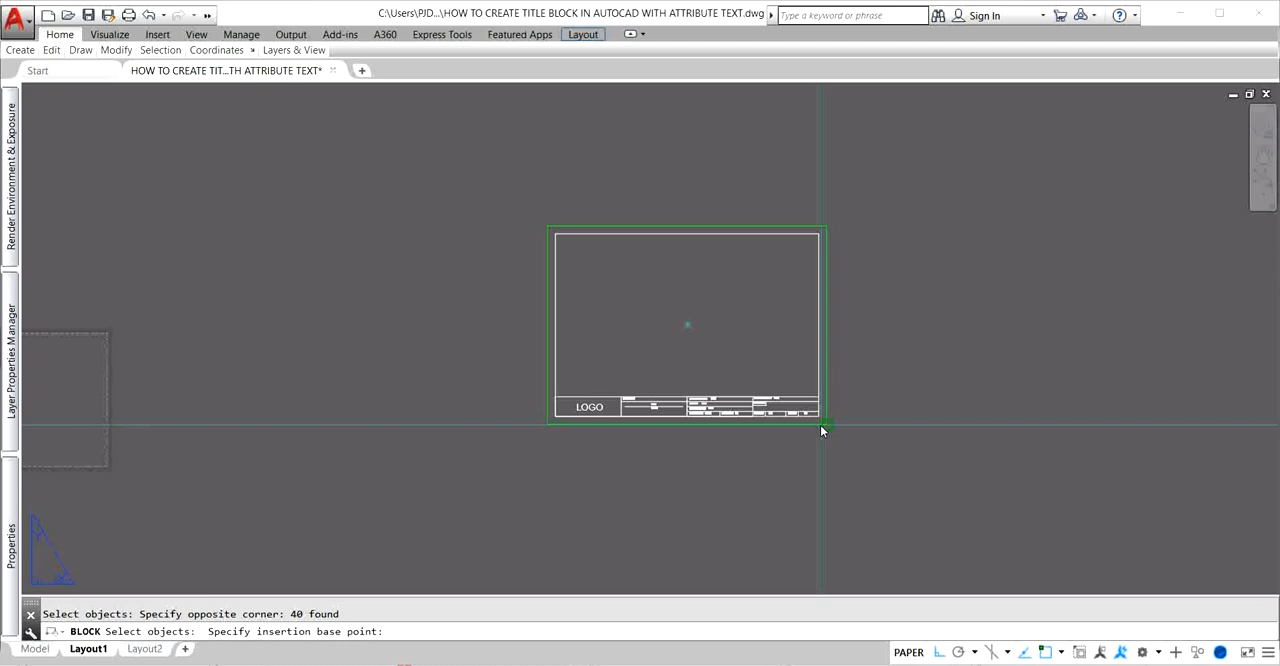 C:\Users\PJD...\HOW TO CREATE TITLE BLOCK IN AUTOCAD WITH ATTRIBUTE TEXT.dwg
Type a keyword or phrase
Sign In
Home Visualize Insert View Manage Output Add-ins A360 Express Tools Featured Apps Layout
Create Edit Draw Modify Selection Coordinates Layers & View
Start
HOW TO CREATE TIT...TH ATTRIBUTE TEXT*
Render Environment & Exposure
Layer Properties Manager
Properties
LOGO
Select objects: Specify opposite corner: 40 found
BLOCK Select objects: Specify insertion base point:
Model Layout1 Layout2
PAPER